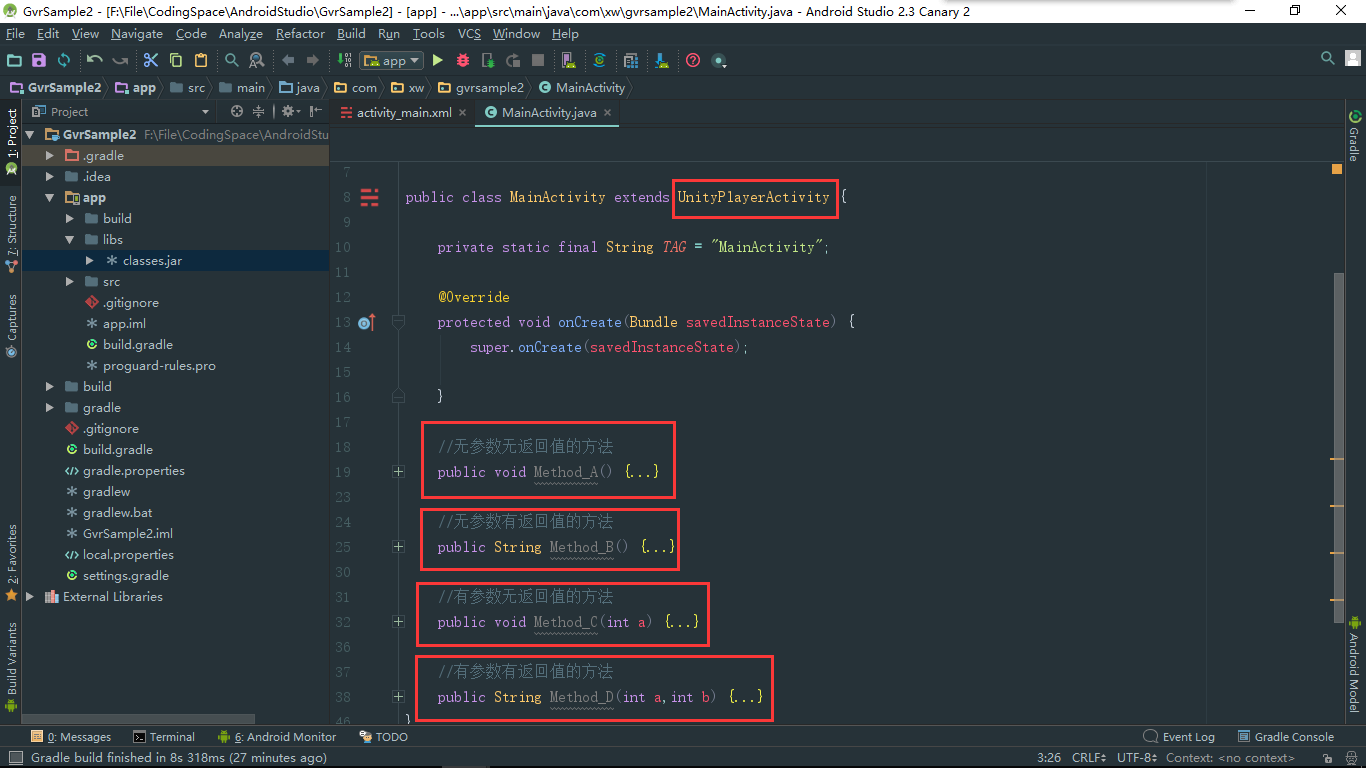 GvrSample2 - [F:\File\CodingSpace\AndroidStudio\GvrSample2] - [app] - ...\app\src\main\java\com\xw\gvrsample2\MainActivity.java - Android Studio 2.3 Canary 2
File Edit View Navigate Code Analyze Refactor Build Run Tools VCS Window Help
app
GvrSample2 app src main java com xw gvrsample2 MainActivity
Project
activity_main.xml
MainActivity.java
1: Project
7: Structure
Captures
2: Favorites
Build Variants
GvrSample2 F:\File\CodingSpace\AndroidStu
.gradle
.idea
app
build
libs
classes.jar
src
.gitignore
app.iml
build.gradle
proguard-rules.pro
build
gradle
.gitignore
build.gradle
gradle.properties
gradlew
gradlew.bat
GvrSample2.iml
local.properties
settings.gradle
External Libraries
7
8 public class MainActivity extends UnityPlayerActivity {
9
10 private static final String TAG = "MainActivity";
11
12 @Override
13 protected void onCreate(Bundle savedInstanceState) {
14 super.onCreate(savedInstanceState);
15
16 }
17
18 //无参数无返回值的方法
19 public void Method_A() {...}
23
24 //无参数有返回值的方法
25 public String Method_B() {...}
30
31 //有参数无返回值的方法
32 public void Method_C(int a) {...}
36
37 //有参数有返回值的方法
38 public String Method_D(int a,int b) {...}
46 }
Gradle
Android Model
0: Messages Terminal 6: Android Monitor TODO Event Log Gradle Console
Gradle build finished in 8s 318ms (27 minutes ago) 3:26 CRLF UTF-8 Context: <no context>